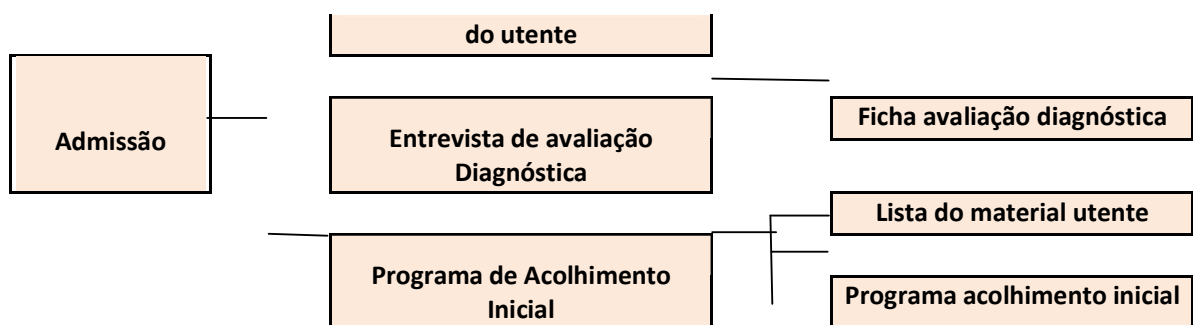 do utente
Admissão
Entrevista de avaliação
Diagnóstica
Ficha avaliação diagnóstica
Lista do material utente
Programa de Acolhimento
Inicial
Programa acolhimento inicial